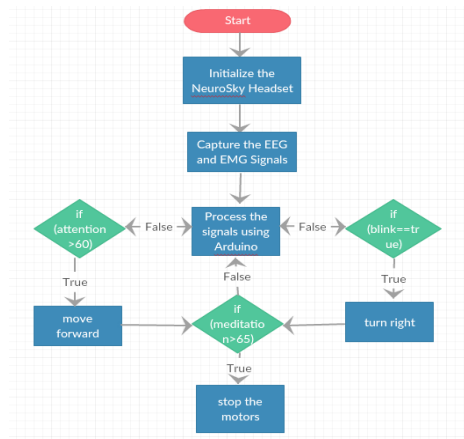 Start
Initialize the
NeuroSky Headset
Capture the EEG
and EMG Signals
if
(attention
>60)
False
Process the
signals using
Arduino
False
if
(blink==tr
ue)
True
False
True
move
forward
if
(meditatio
n>65)
turn right
True
stop the
motors